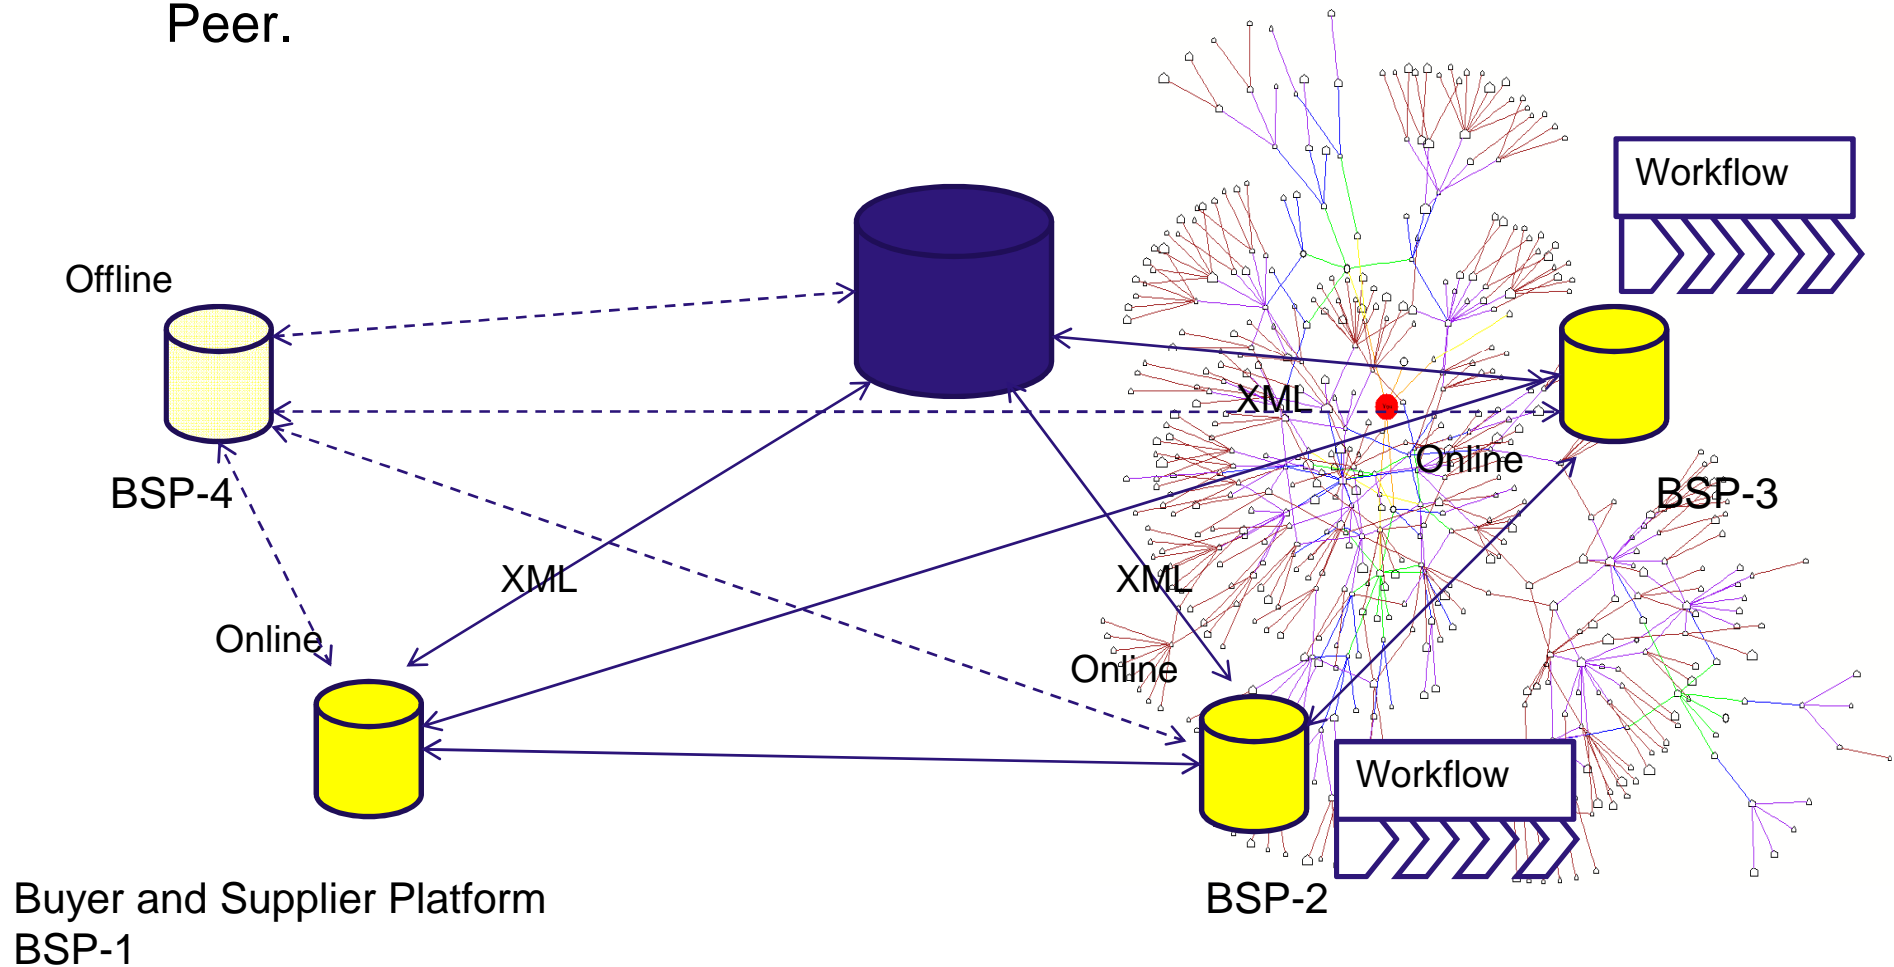 Peer.
Workflow
Offline
XML
Online
BSP-4
BSP-3
XML
XML
Online
Online
Workflow
Buyer and Supplier Platform
BSP-2
BSP-1